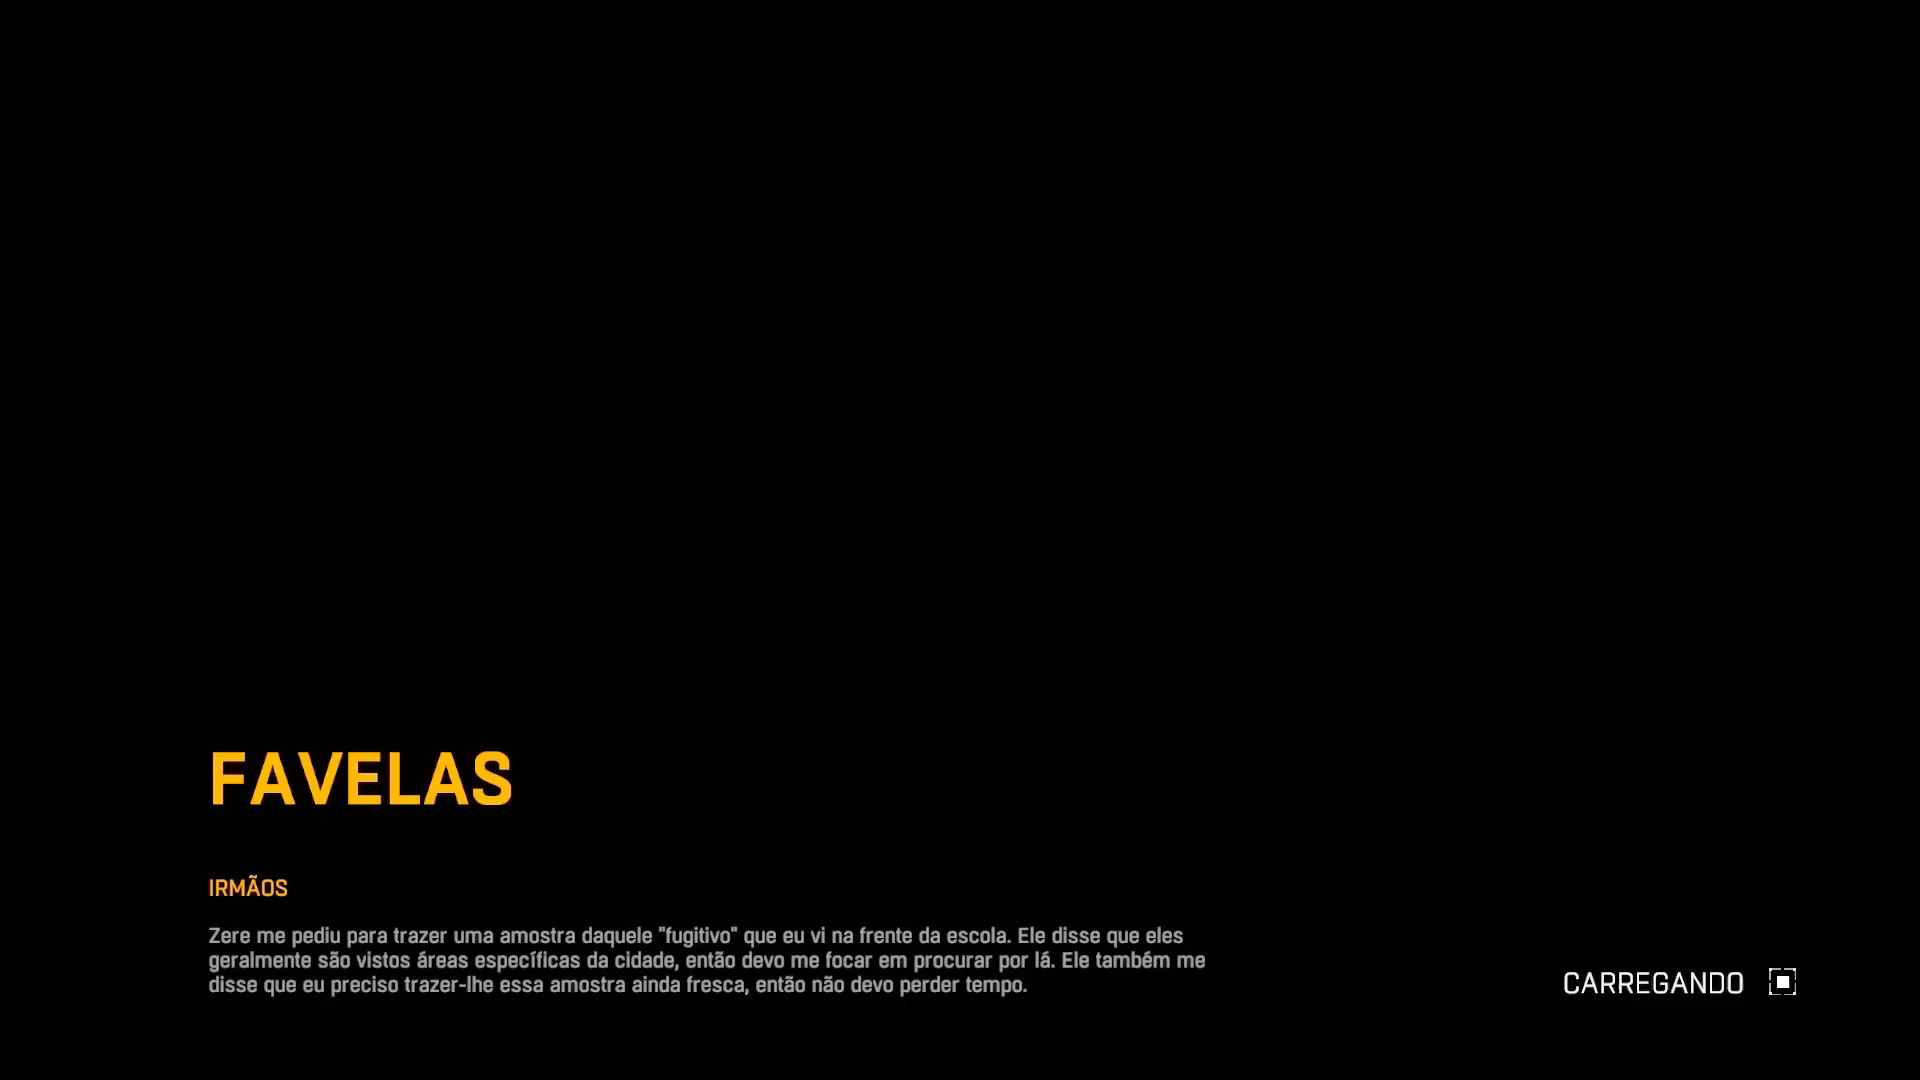 FAVELAS
IRMÃOS
Zere me pediu para trazer uma amostra daquele "fugitivo" que eu vi na frente da escola. Ele disse que eles
geralmente são vistos áreas específicas da cidade, então devo me focar em procurar por lá. Ele também me
disse que eu preciso trazer-lhe essa amostra ainda fresca, então não devo perder tempo.
CARREGANDO